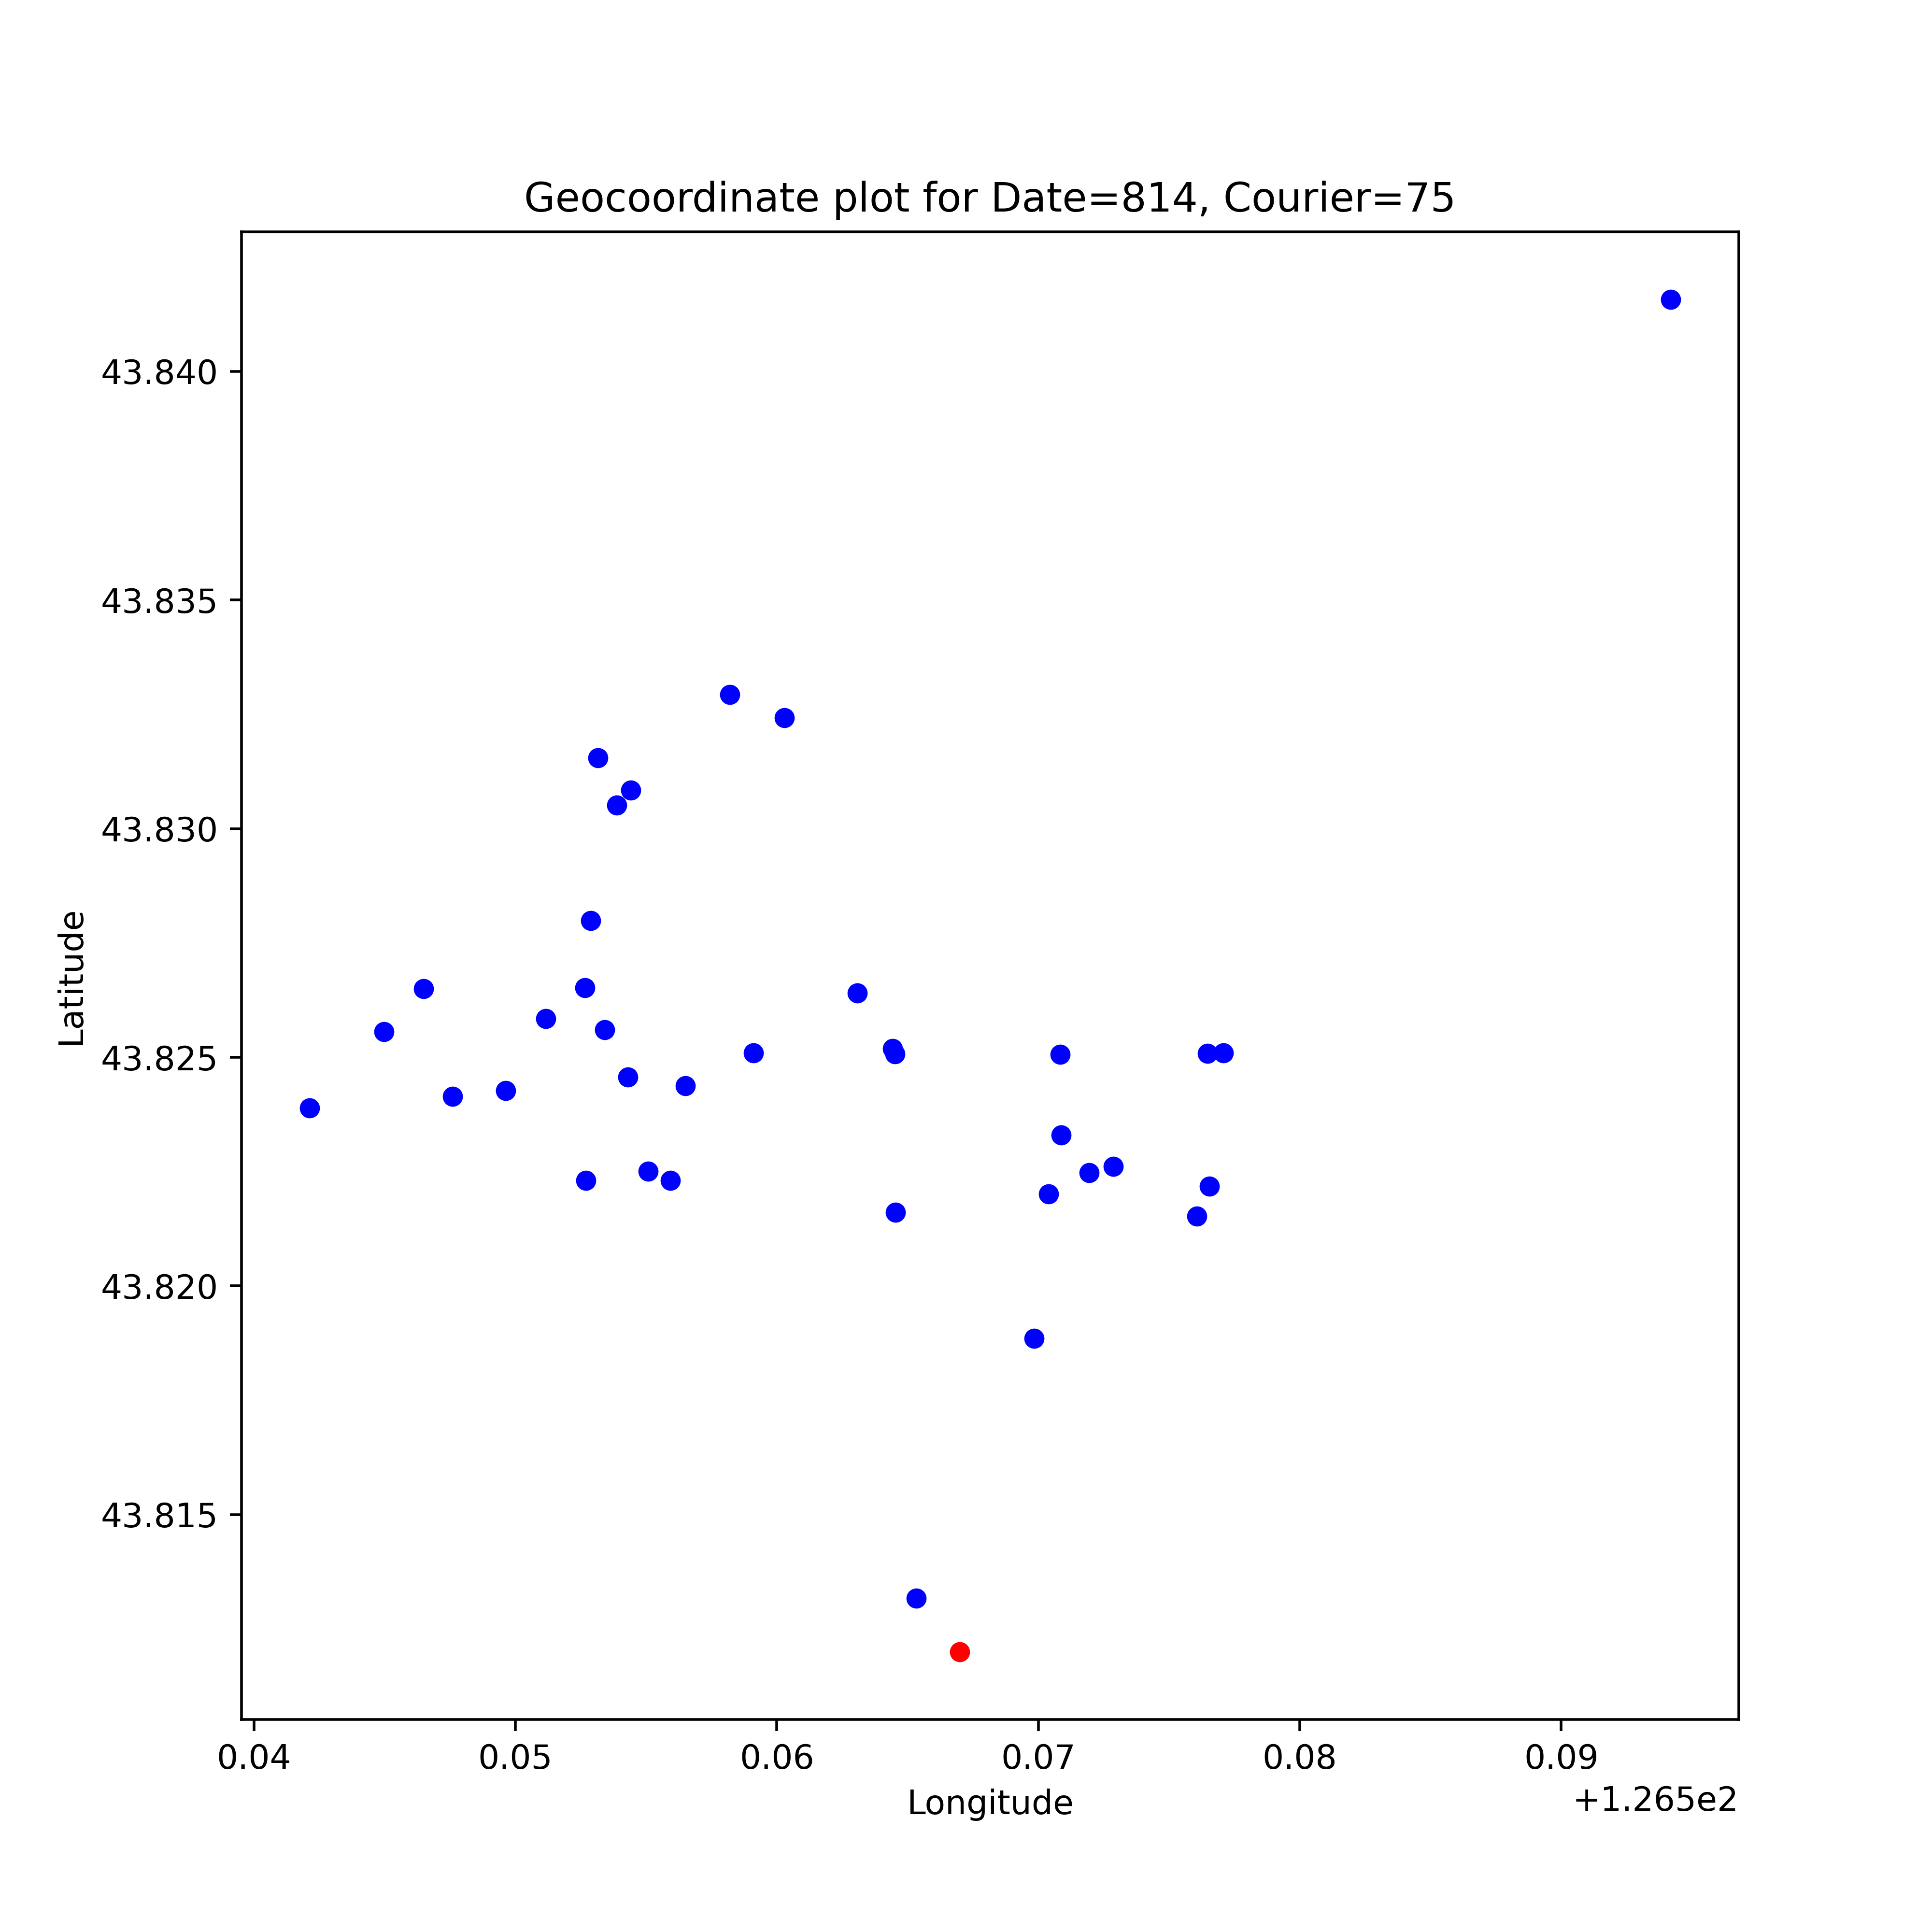 Geocoordinate plot for Date=814, Courier=75
43.840
43.835
43.830
43.825
43.820
43.815
Latitude
0.04 0.05 0.06 0.07 0.08 0.09
+1.265e2
Longitude